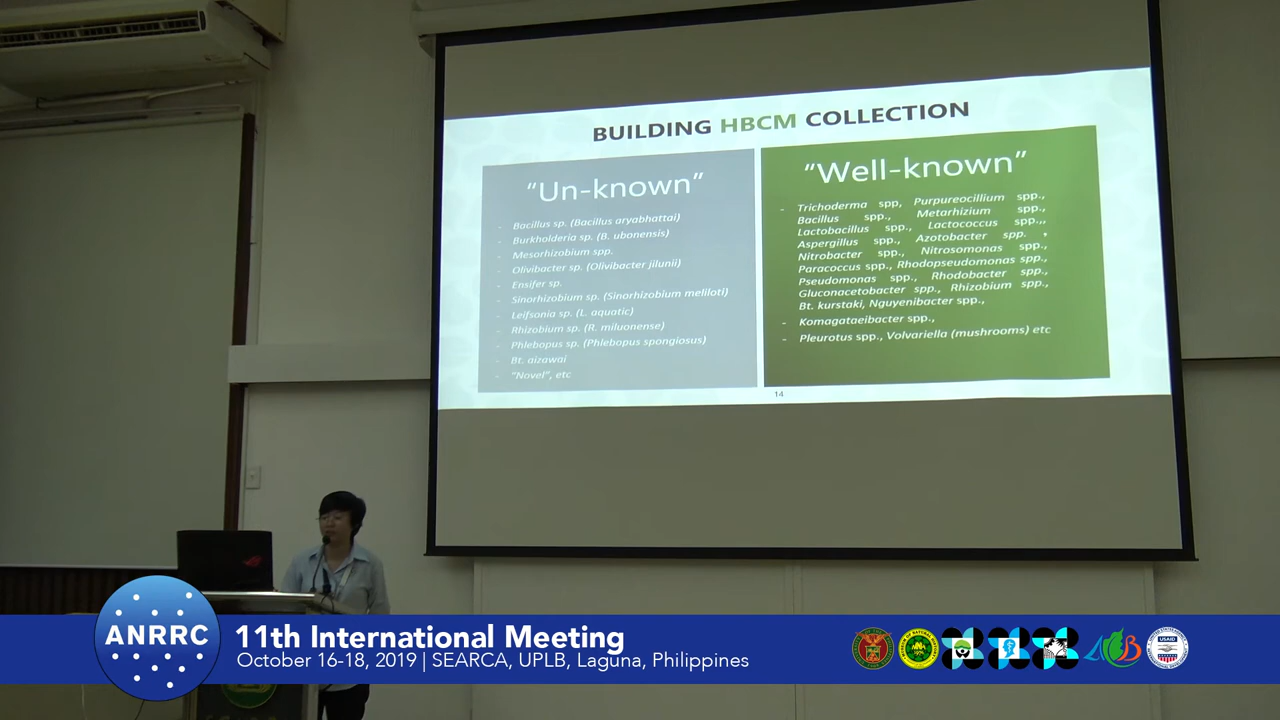 BUILDING HBCM COLLECTION
“Un-known”
- Bacillus sp. (Bacillus aryabhattai)
- Burkholderia sp. (B. ubonensis)
- Mesorhizobium spp.
- Olivibacter sp. (Olivibacter jilunii)
- Ensifer sp.
- Sinorhizobium sp. (Sinorhizobium meliloti)
- Leifsonia sp. (L. aquatic)
- Rhizobium sp. (R. miluonense)
- Phlebopus sp. (Phlebopus spongiosus)
- Bt. aizawai
- “Novel”, etc
“Well-known”
- Trichoderma spp, Purpureocillium spp.,
Bacillus spp., Metarhizium spp.,
Lactobacillus spp., Lactococcus spp.,.,
Aspergillus spp., Azotobacter spp. ,
Nitrobacter spp., Nitrosomonas spp.,
Paracoccus spp., Rhodopseudomonas spp.,
Pseudomonas spp., Rhodobacter spp.,
Gluconacetobacter spp., Rhizobium spp.,
Bt. kurstaki, Nguyenibacter spp.,
- Komagataeibacter spp.,
- Pleurotus spp., Volvariella (mushrooms) etc
14
ANRRC
11th International Meeting
October 16-18, 2019 | SEARCA, UPLB, Laguna, Philippines
USAID